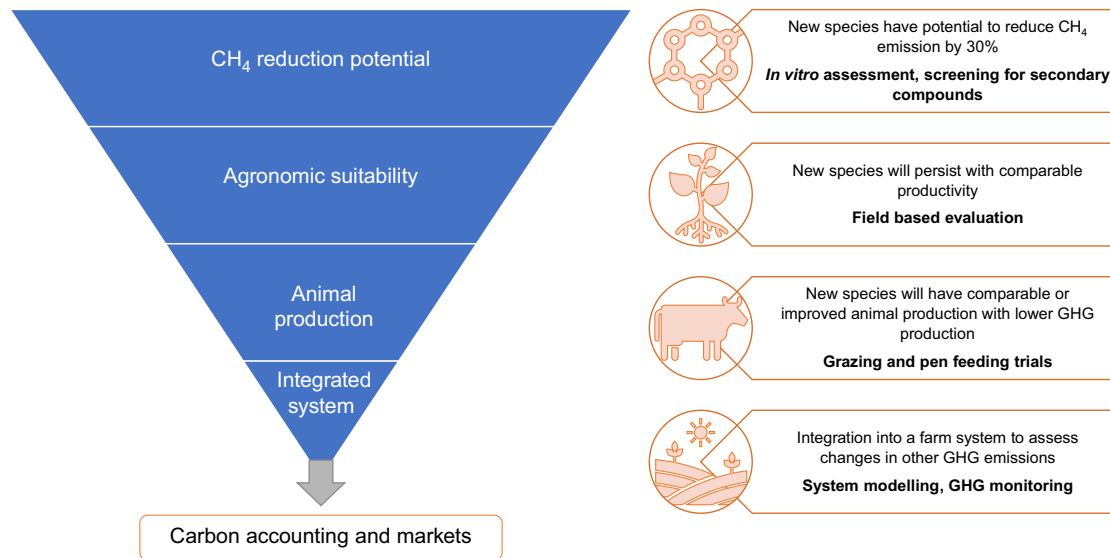 CH₄ reduction potential
New species have potential to reduce CH₄
emission by 30%
In vitro assessment, screening for secondary
compounds
Agronomic suitability
New species will persist with comparable
productivity
Field based evaluation
Animal
production
New species will have comparable or
improved animal production with lower GHG
production
Grazing and pen feeding trials
Integrated
system
Integration into a farm system to assess
changes in other GHG emissions
System modelling, GHG monitoring
Carbon accounting and markets